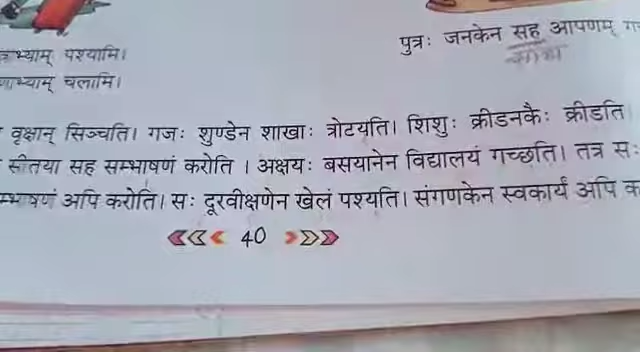 पश्यामि।
चलामि।
पुत्रः जनकेन सह आपणम्
वृक्षान् सिञ्चति। गजः शुण्डेन शाखाः त्रोटयति। शिशुः क्रीडनकैः क्रीडति।
सीतया सह सम्भाषणं करोति । अक्षयः बसयानेन विद्यालयं गच्छति। तत्र सः
अपि करोति। सः दूरवीक्षणेन खेलं पश्यति। संगणकेन स्वकार्यं अपि
40